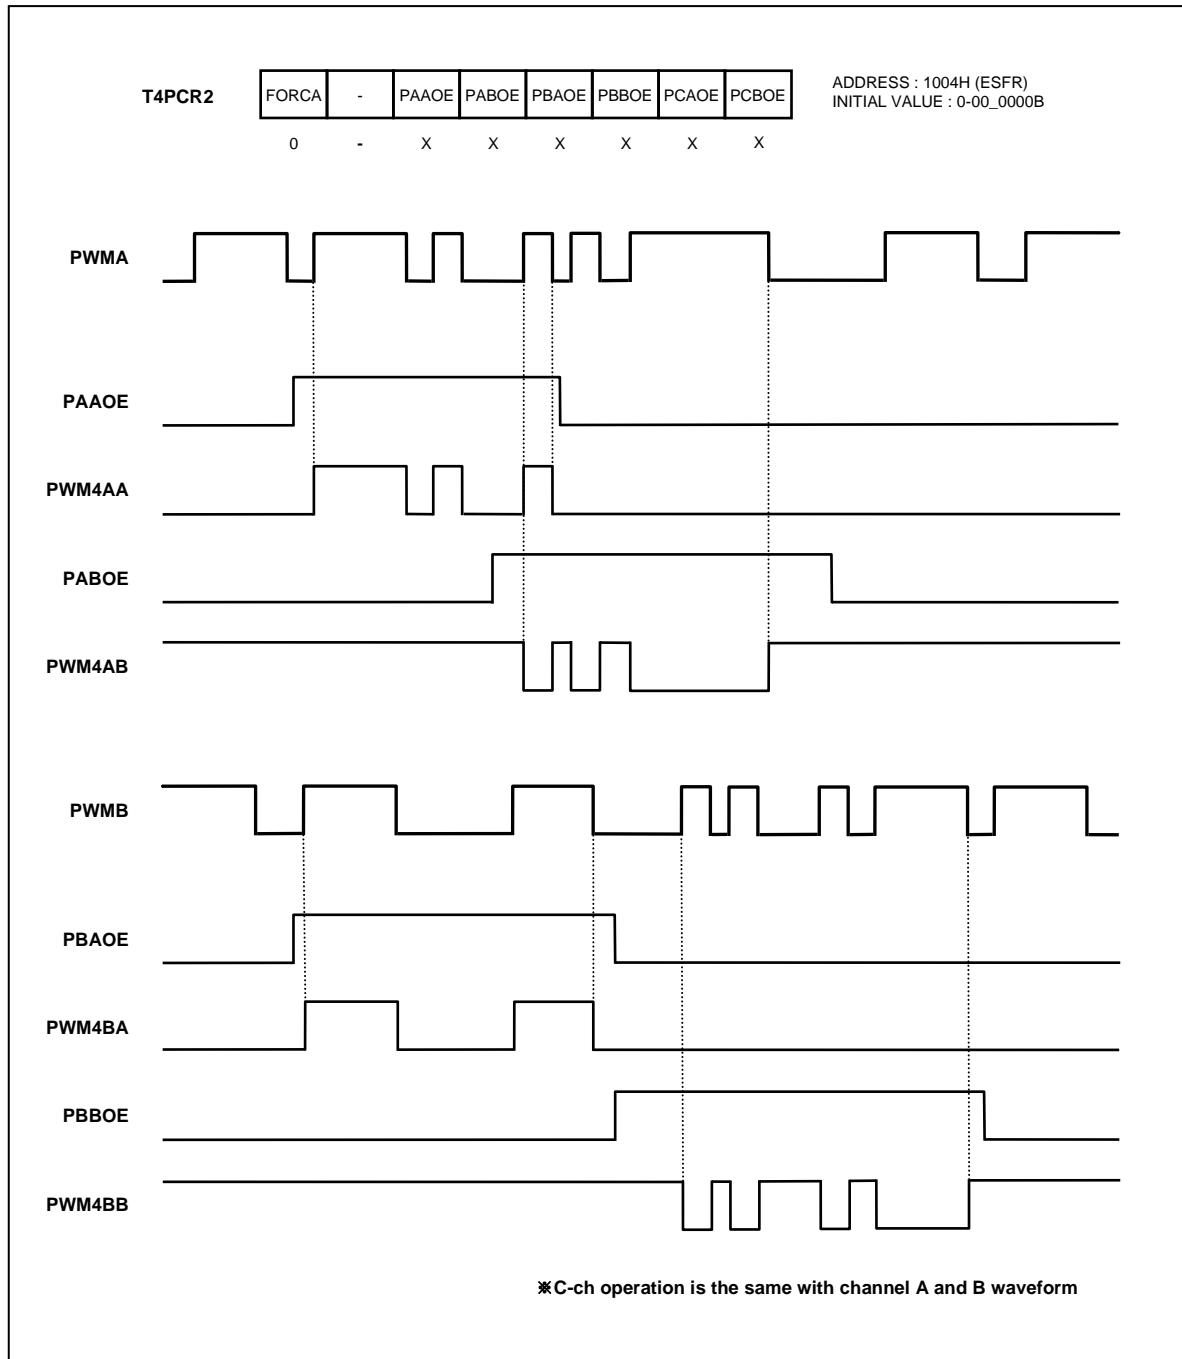 T4PCR2 FORCA - PAAOE PABOE PBAOE PBBOE PCAOE PCBOE
ADDRESS : 1004H (ESFR)
INITIAL VALUE : 0-00_0000B
0 - X X X X X X
PWMA
PAAOE
PWM4AA
PABOE
PWM4AB
PWMB
PBAOE
PWM4BA
PBBOE
PWM4BB
※C-ch operation is the same with channel A and B waveform